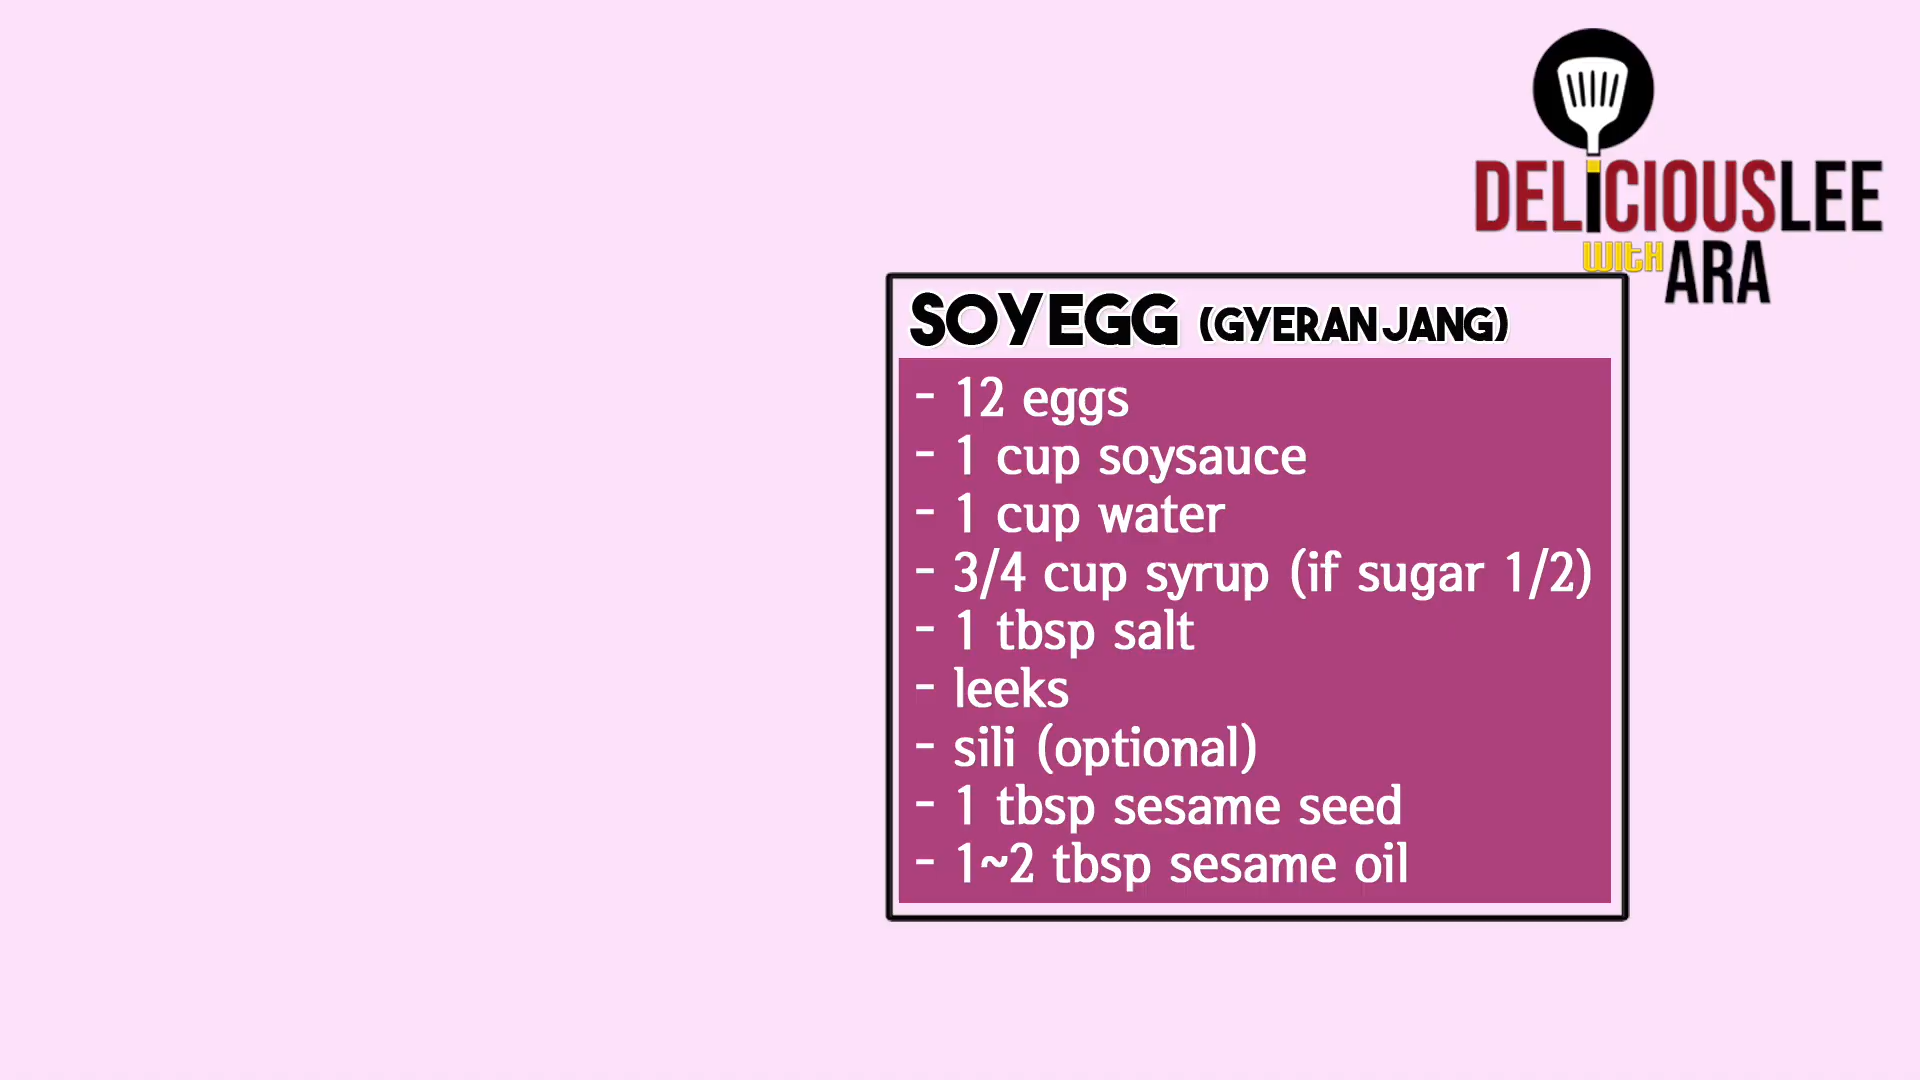 DELiCIOUSLEE
WITH ARA
SOYEGG (GYERAN JANG)
- 12 eggs
- 1 cup soysauce
- 1 cup water
- 3/4 cup syrup (if sugar 1/2)
- 1 tbsp salt
- leeks
- sili (optional)
- 1 tbsp sesame seed
- 1~2 tbsp sesame oil